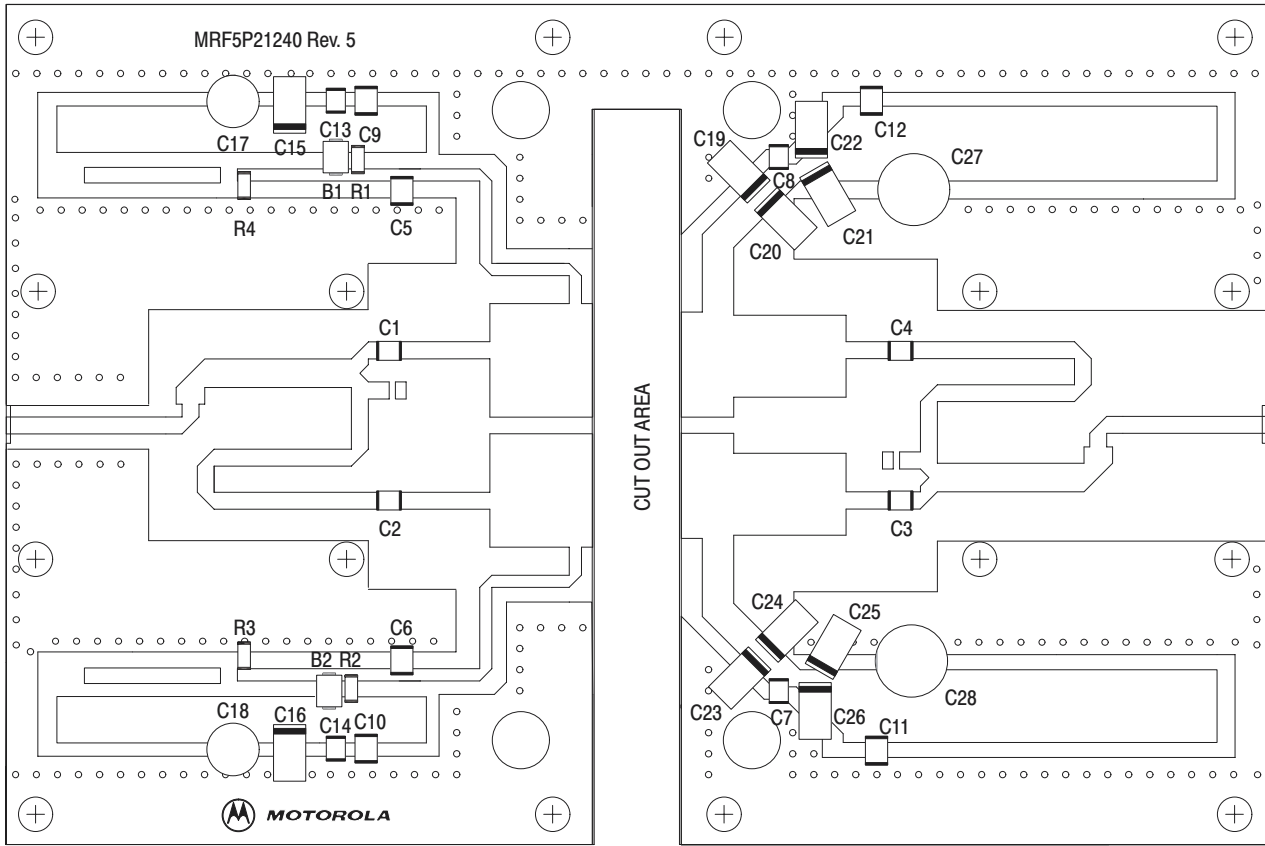 MRF5P21240 Rev. 5
C17
C15
C13
C9
B1
R1
R4
C5
C19
C8
C22
C12
C27
C21
C20
C1
C4
CUT OUT AREA
C2
C3
R3
C6
B2
R2
C18
C16
C14
C10
C24
C25
C23
C7
C26
C11
C28
MOTOROLA